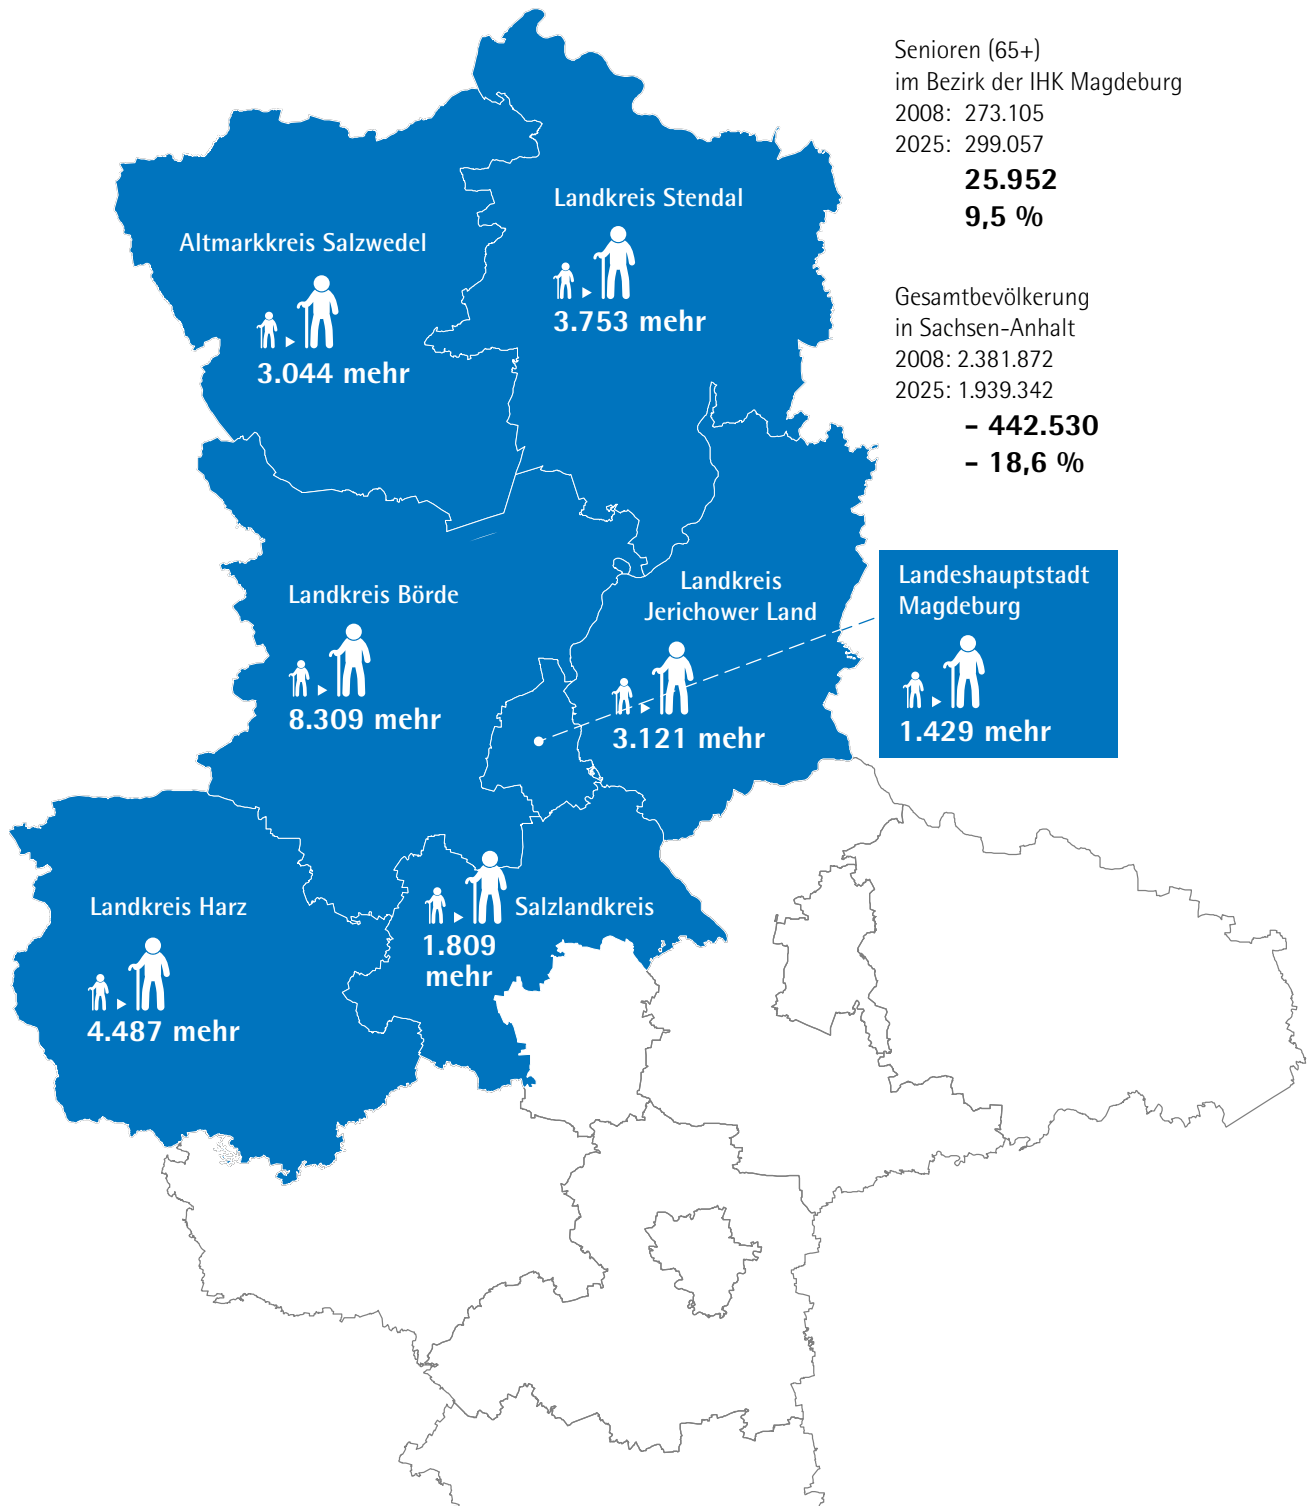 Senioren (65+)
im Bezirk der IHK Magdeburg
2008: 273.105
2025: 299.057
25.952
9,5 %
Gesamtbevölkerung
in Sachsen-Anhalt
2008: 2.381.872
2025: 1.939.342
– 442.530
– 18,6 %
Landkreis Stendal
3.753 mehr
Altmarkkreis Salzwedel
3.044 mehr
Landkreis Börde
8.309 mehr
Landkreis
Jerichower Land
3.121 mehr
Landeshauptstadt
Magdeburg
1.429 mehr
Landkreis Harz
4.487 mehr
Salzlandkreis
1.809
mehr